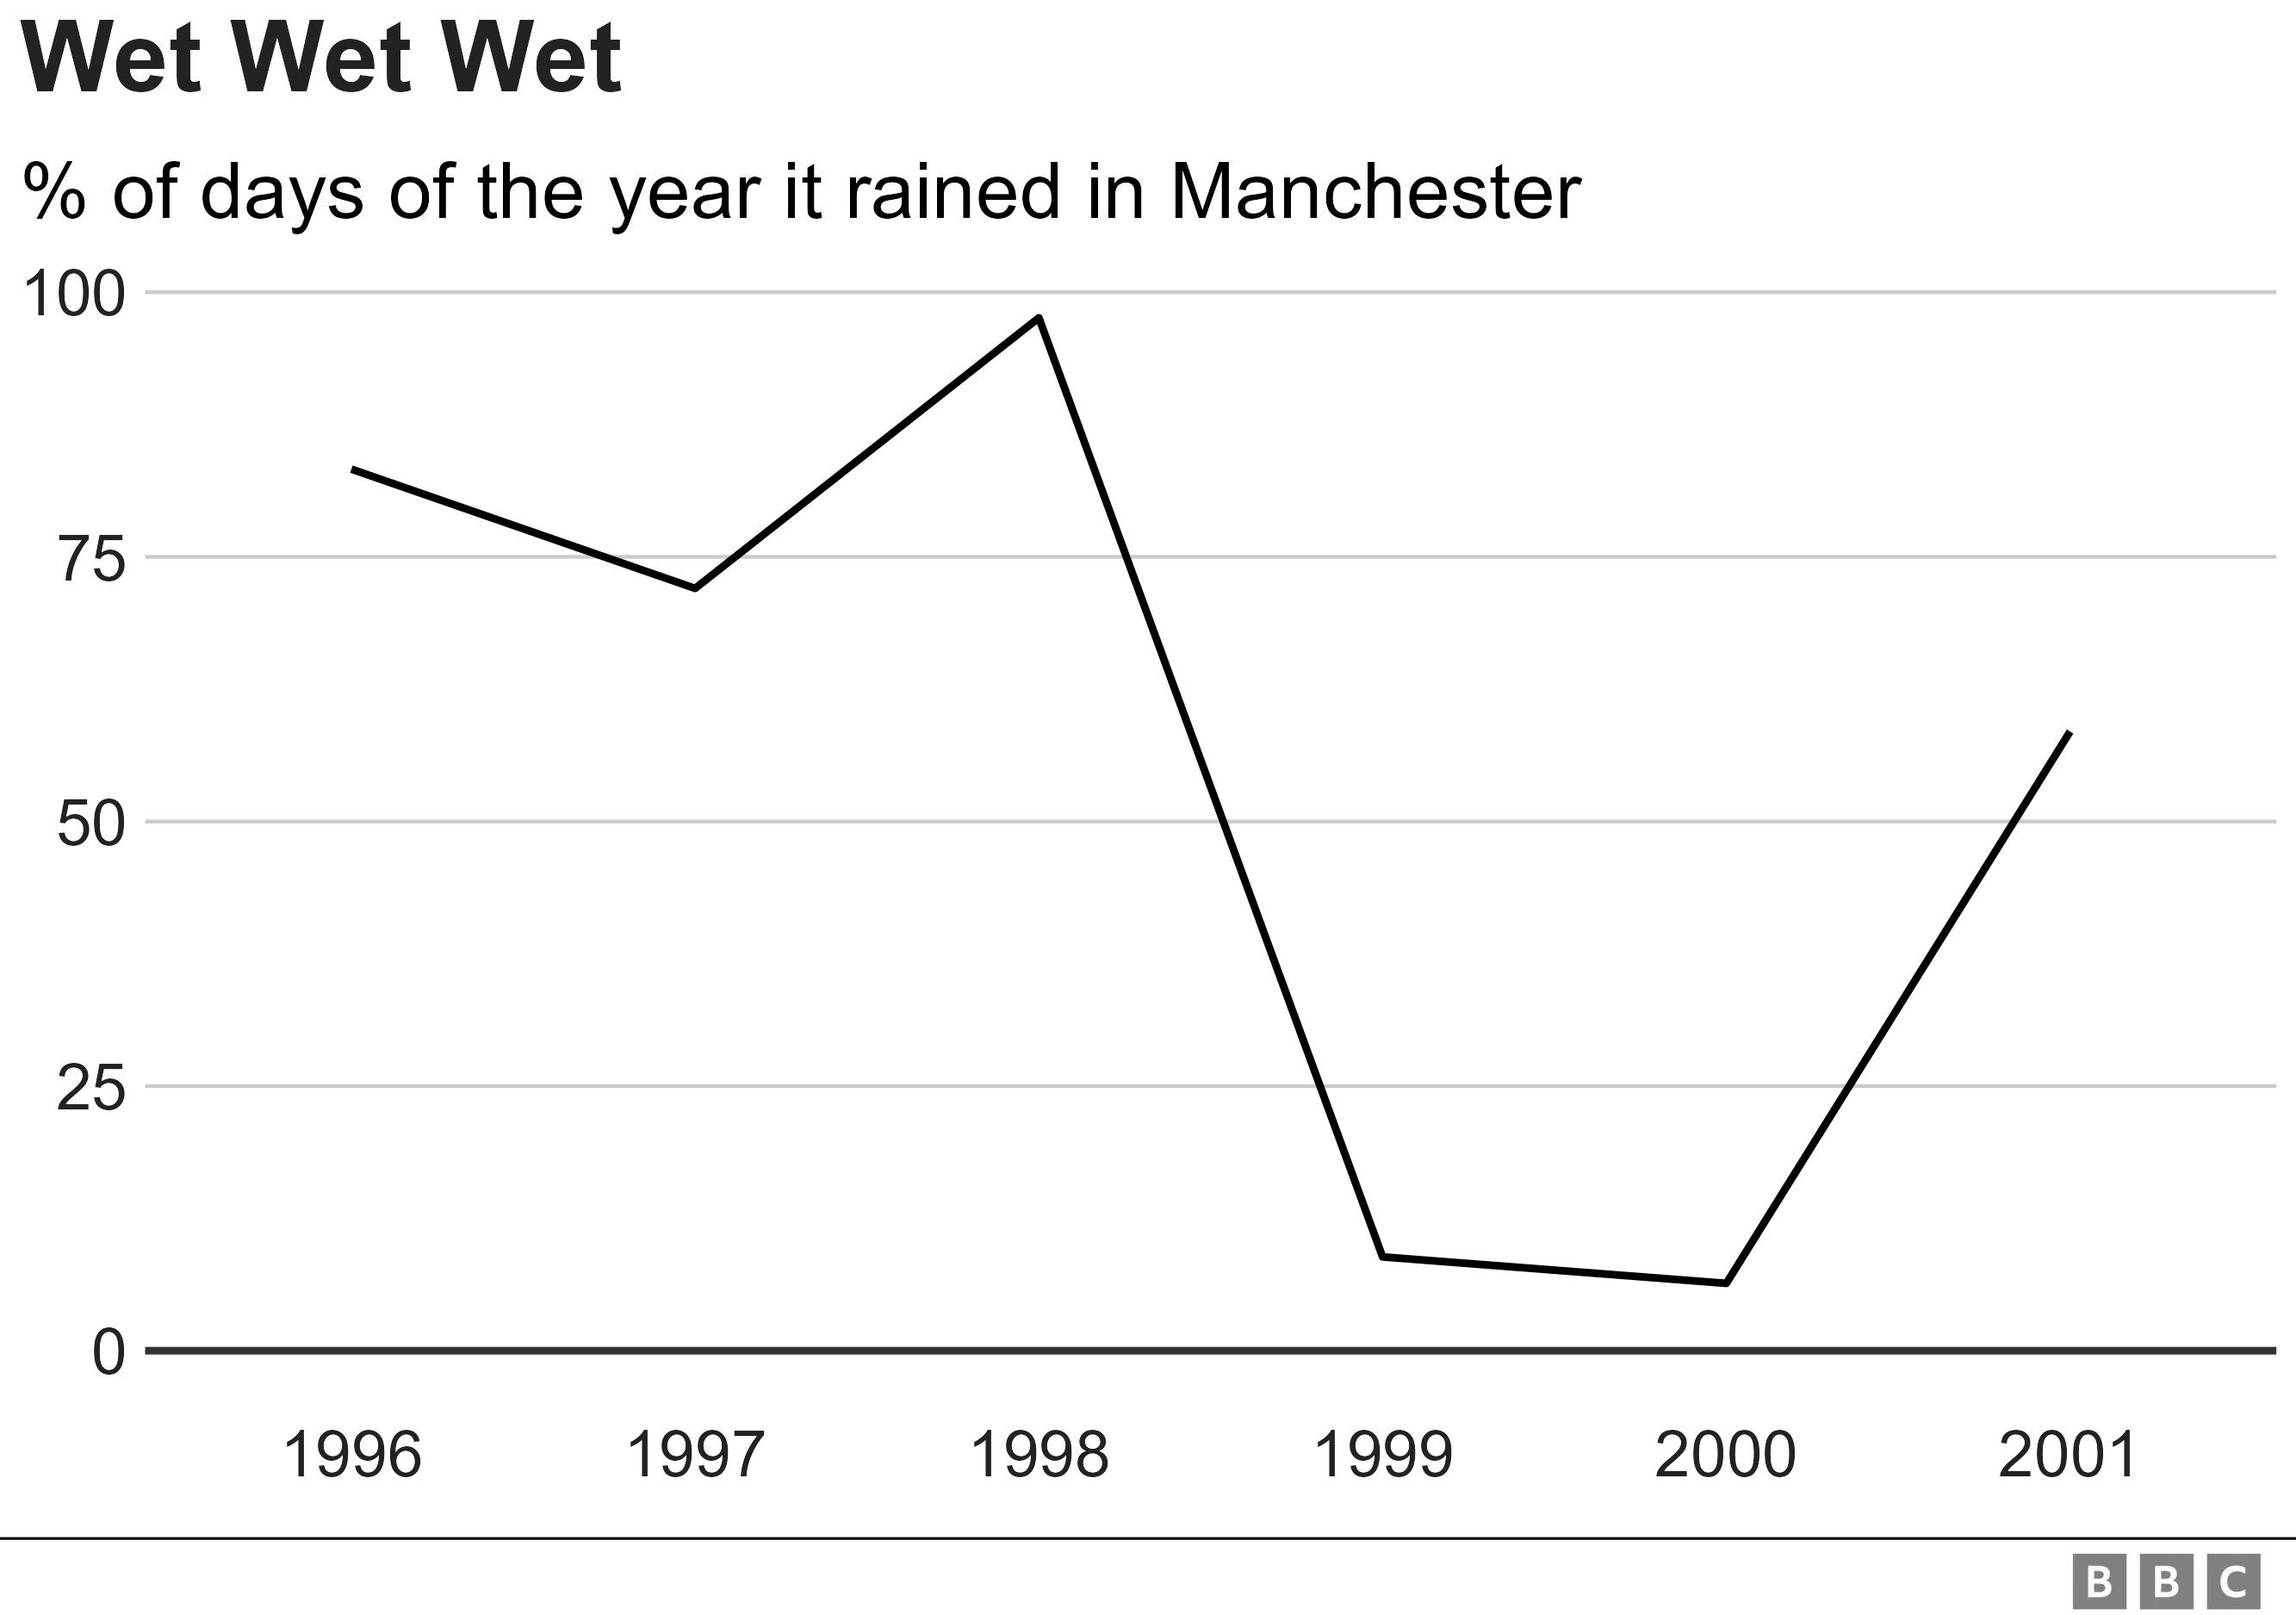 Wet Wet Wet
% of days of the year it rained in Manchester
100
75
50
25
0
1996 1997 1998 1999 2000 2001
BBC